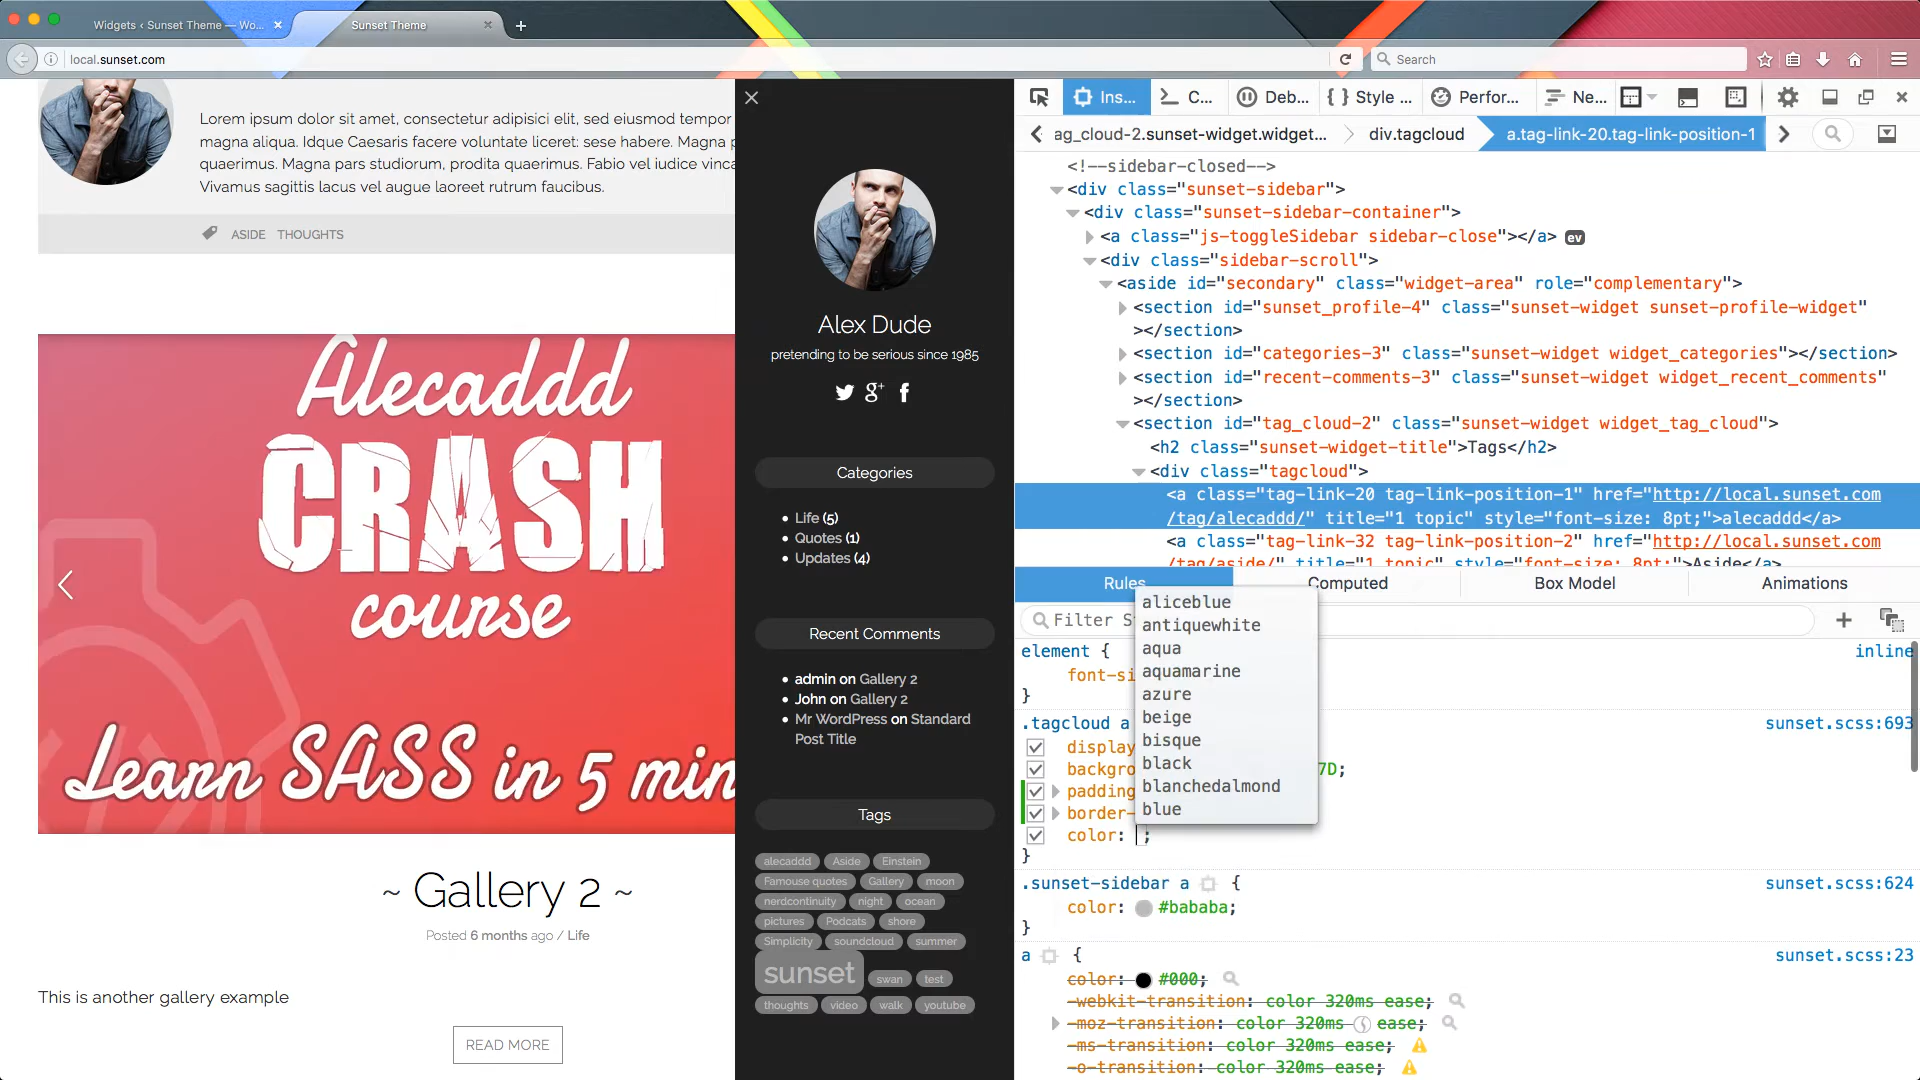 Widgets ‹ Sunset Theme — Wo...
Sunset Theme
local.sunset.com
Search
Lorem ipsum dolor sit amet, consectetur adipisici elit, sed eiusmod tempor
magna aliqua. Idque Caesaris facere voluntate liceret: sese habere. Magna p
quaerimus. Magna pars studiorum, prodita quaerimus. Fabio vel iudice vinca
Vivamus sagittis lacus vel augue laoreet rutrum faucibus.
ASIDE THOUGHTS
Alecaddd
CRASH
course
Learn SASS in 5 min
~ Gallery 2 ~
Posted 6 months ago / Life
This is another gallery example
READ MORE
Alex Dude
pretending to be serious since 1985
Categories
Life (5)
Quotes (1)
Updates (4)
Recent Comments
admin on Gallery 2
John on Gallery 2
Mr WordPress on Standard
Post Title
Tags
alecaddd Aside Einstein
Famouse quotes Gallery moon
nerdcontinuity night ocean
pictures Podcats shore
Simplicity soundcloud summer
sunset swan test
thoughts video walk youtube
Ins... C... Deb... { } Style ... Perfor... Ne...
ag_cloud-2.sunset-widget.widget... div.tagcloud a.tag-link-20.tag-link-position-1
<!--sidebar-closed-->
<div class="sunset-sidebar">
<div class="sunset-sidebar-container">
<a class="js-toggleSidebar sidebar-close"></a> ev
<div class="sidebar-scroll">
<aside id="secondary" class="widget-area" role="complementary">
<section id="sunset_profile-4" class="sunset-widget sunset-profile-widget"
></section>
<section id="categories-3" class="sunset-widget widget_categories"></section>
<section id="recent-comments-3" class="sunset-widget widget_recent_comments"
></section>
<section id="tag_cloud-2" class="sunset-widget widget_tag_cloud">
<h2 class="sunset-widget-title">Tags</h2>
<div class="tagcloud">
<a class="tag-link-20 tag-link-position-1" href="http://local.sunset.com
/tag/alecaddd/" title="1 topic" style="font-size: 8pt;">alecaddd</a>
<a class="tag-link-32 tag-link-position-2" href="http://local.sunset.com
/tag/aside/" title="1 topic" style="font-size: 8pt;">Aside</a>
Rules Computed Box Model Animations
Filter S
aliceblue
antiquewhite
aqua
aquamarine
azure
beige
bisque
black
blanchedalmond
blue
element { inline
font-si
}
.tagcloud a sunset.scss:693
display
backgro 7D;
padding
border-
color: ;
}
.sunset-sidebar a { sunset.scss:624
color: #bababa;
}
a { sunset.scss:23
color: #000;
-webkit-transition: color 320ms ease;
-moz-transition: color 320ms ease;
-ms-transition: color 320ms ease;
-o-transition: color 320ms ease;